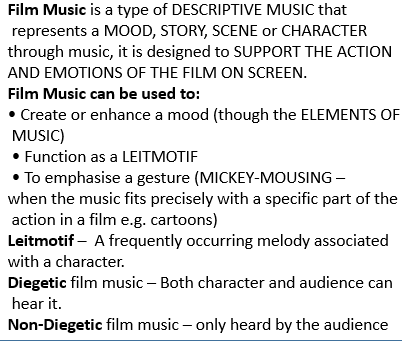 Film Music is a type of DESCRIPTIVE MUSIC that
represents a MOOD, STORY, SCENE or CHARACTER
through music, it is designed to SUPPORT THE ACTION
AND EMOTIONS OF THE FILM ON SCREEN.
Film Music can be used to:
• Create or enhance a mood (though the ELEMENTS OF
MUSIC)
• Function as a LEITMOTIF
• To emphasise a gesture (MICKEY-MOUSING –
when the music fits precisely with a specific part of the
action in a film e.g. cartoons)
Leitmotif – A frequently occurring melody associated
with a character.
Diegetic film music – Both character and audience can
hear it.
Non-Diegetic film music – only heard by the audience